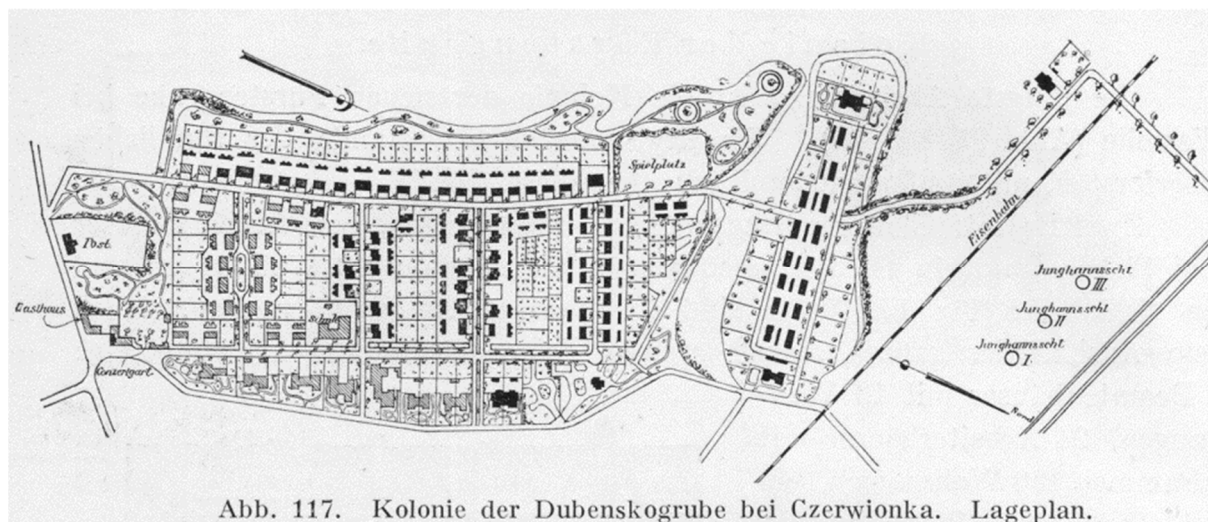 Spielplatz
Post.
Eisenbahn
Gasthaus
Schule
Junghannsscht.
III.
Junghannsscht.
II
Junghannsscht.
I.
Konzertgart.
Nord
Abb. 117. Kolonie der Dubenskogrube bei Czerwionka. Lageplan.